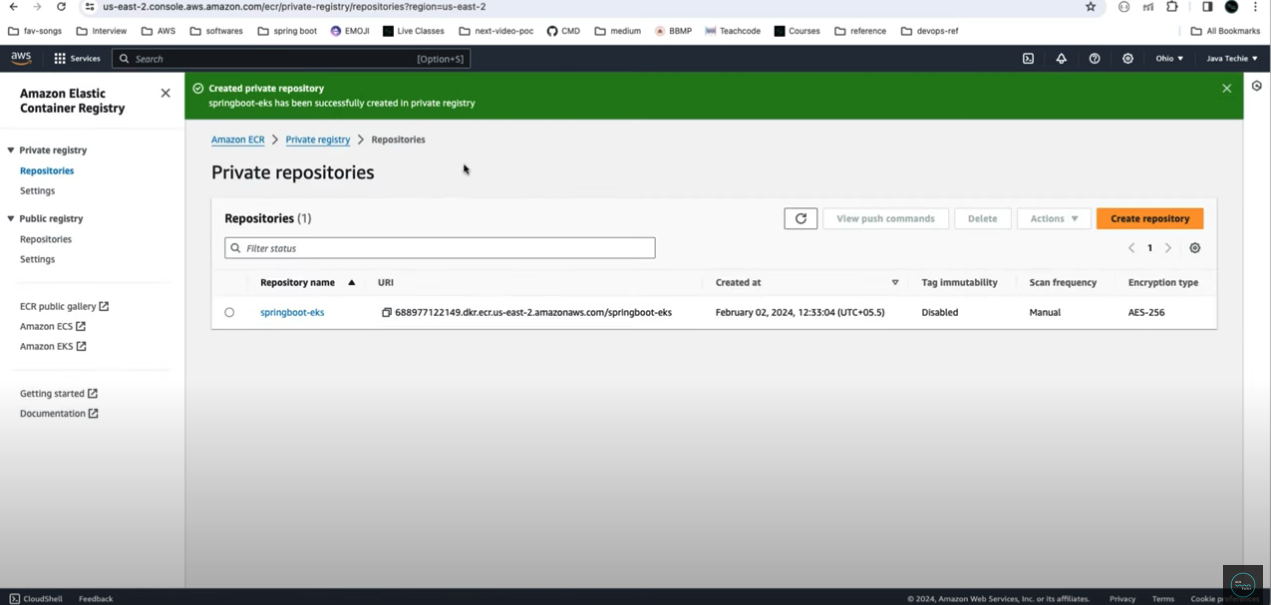 us-east-2.console.aws.amazon.com/ecr/private-registry/repositories?region=us-east-2
fav-songs Interview AWS softwares spring boot EMOJI Live Classes next-video-poc CMD medium BBMP Teachcode Courses reference devops-ref All Bookmarks
aws Services Search [Option+S] Ohio Java Techie
Amazon Elastic
Container Registry
Private registry
Repositories
Settings
Public registry
Repositories
Settings
ECR public gallery
Amazon ECS
Amazon EKS
Getting started
Documentation
Created private repository
springboot-eks has been successfully created in private registry
Amazon ECR > Private registry > Repositories
Private repositories
Repositories (1) View push commands Delete Actions Create repository
Filter status 1
Repository name URI Created at Tag immutability Scan frequency Encryption type
springboot-eks 688977122149.dkr.ecr.us-east-2.amazonaws.com/springboot-eks February 02, 2024, 12:33:04 (UTC+05.5) Disabled Manual AES-256
CloudShell Feedback © 2024, Amazon Web Services, Inc. or its affiliates. Privacy Terms Cookie